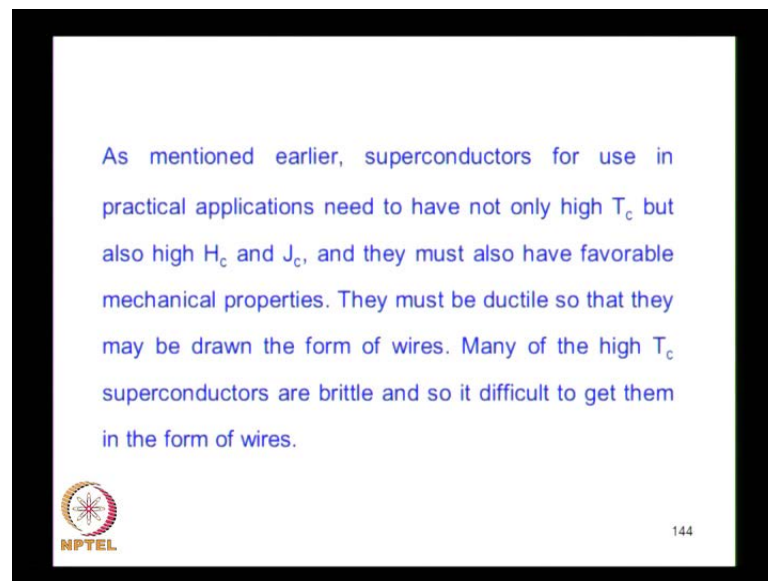 As mentioned earlier, superconductors for use in
practical applications need to have not only high Tc but
also high Hc and Jc, and they must also have favorable
mechanical properties. They must be ductile so that they
may be drawn the form of wires. Many of the high Tc
superconductors are brittle and so it difficult to get them
in the form of wires.
NPTEL
144